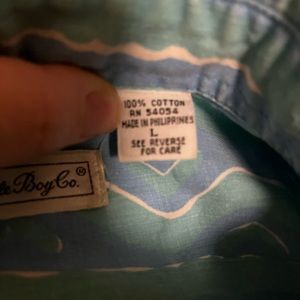 100% COTTON
RN 54054
MADE IN PHILIPPINES
L
SEE REVERSE
FOR CARE
Boy Co.®